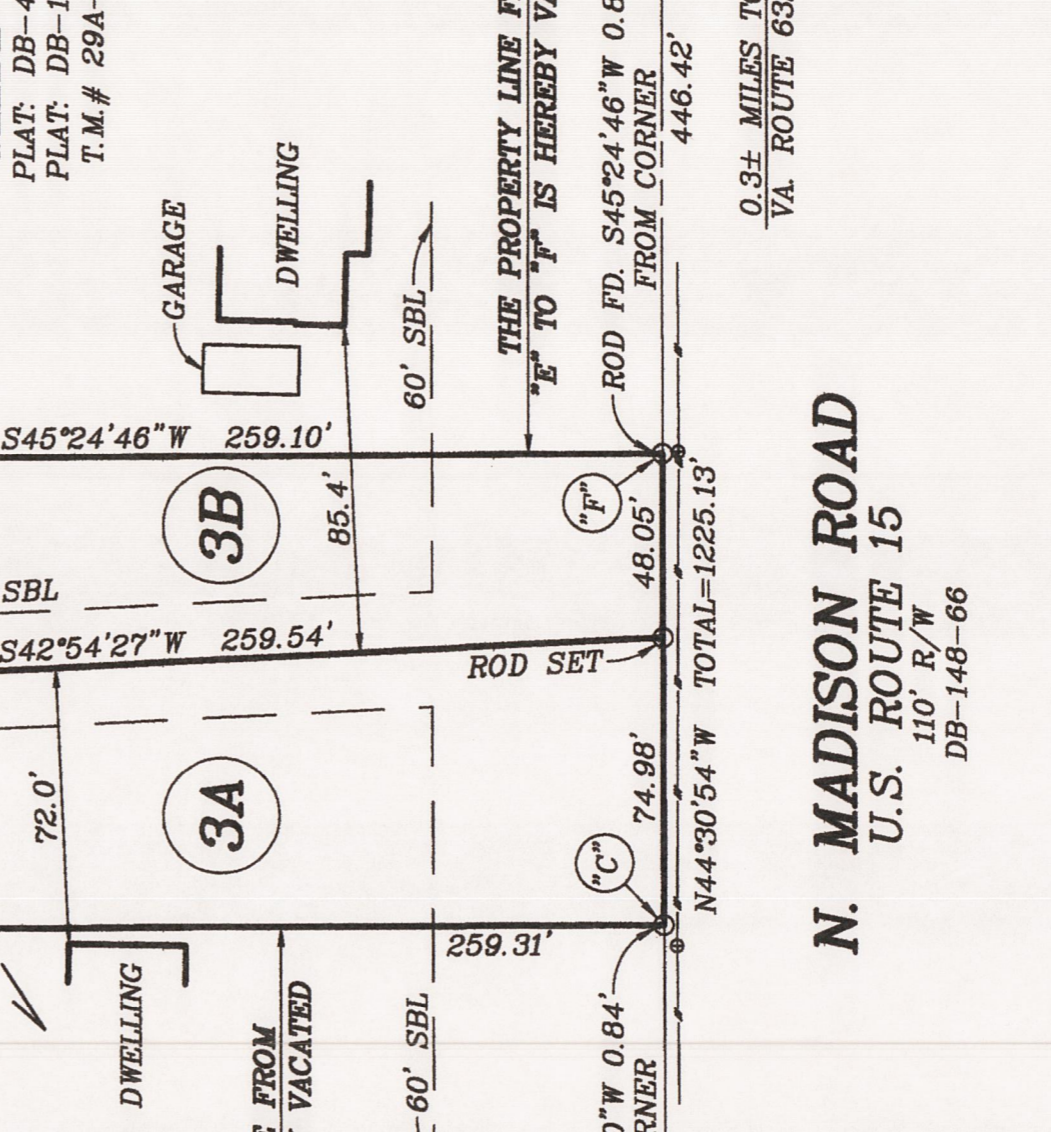 PLAT: DB-4
PLAT: DB-1
T.M.# 29A-
GARAGE
DWELLING
60' SBL
THE PROPERTY LINE
"E" TO "F" IS HEREBY
ROD FD. S45°24'46"W 0.8
FROM CORNER
446.42'
0.3± MILES
VA. ROUTE 63
S45°24'46"W 259.10'
3B
85.4'
"F"
48.05'
SBL
S42°54'27"W 259.54'
ROD SET
N44°30'54"W TOTAL=1225.13'
N. MADISON ROAD
U.S. ROUTE 15
110' R/W
DB-148-66
72.0'
3A
74.98'
"C"
259.31'
DWELLING
FROM
VACATED
60' SBL
0"W 0.84'
RNER